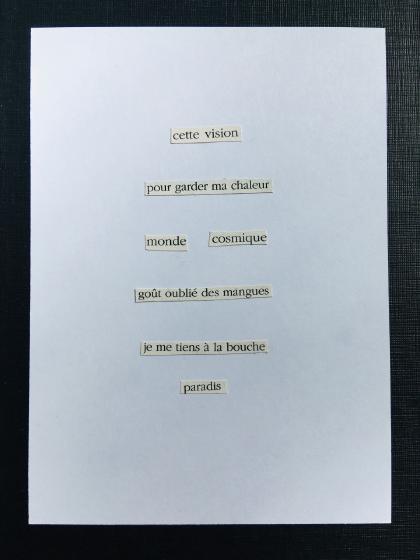 cette vision
pour garder ma chaleur
monde cosmique
goût oublié des mangues
je me tiens à la bouche
paradis